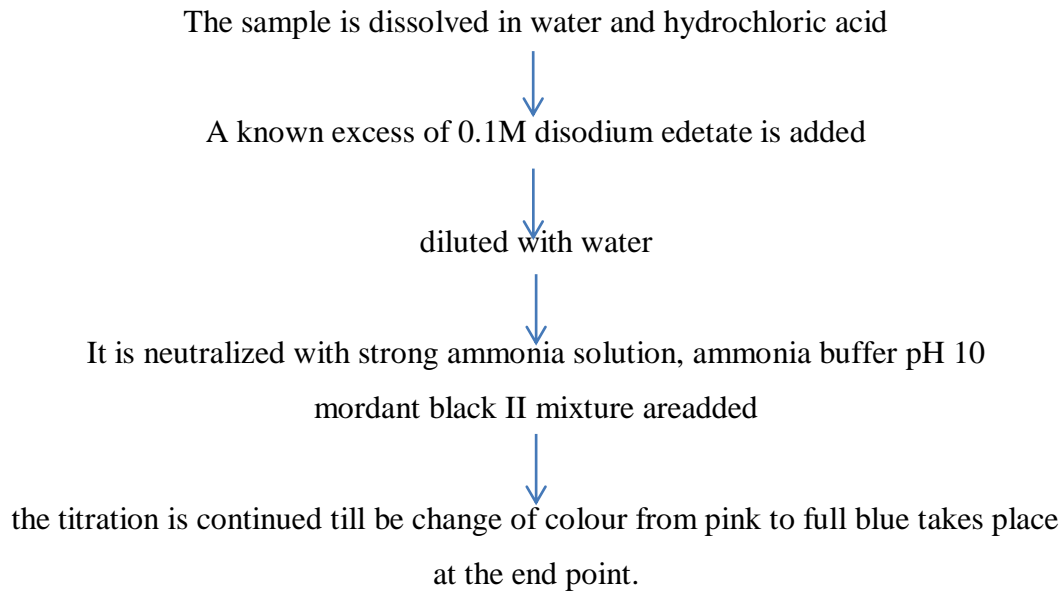 The sample is dissolved in water and hydrochloric acid
A known excess of 0.1M disodium edetate is added
diluted with water
It is neutralized with strong ammonia solution, ammonia buffer pH 10
mordant black II mixture areadded
the titration is continued till be change of colour from pink to full blue takes place
at the end point.